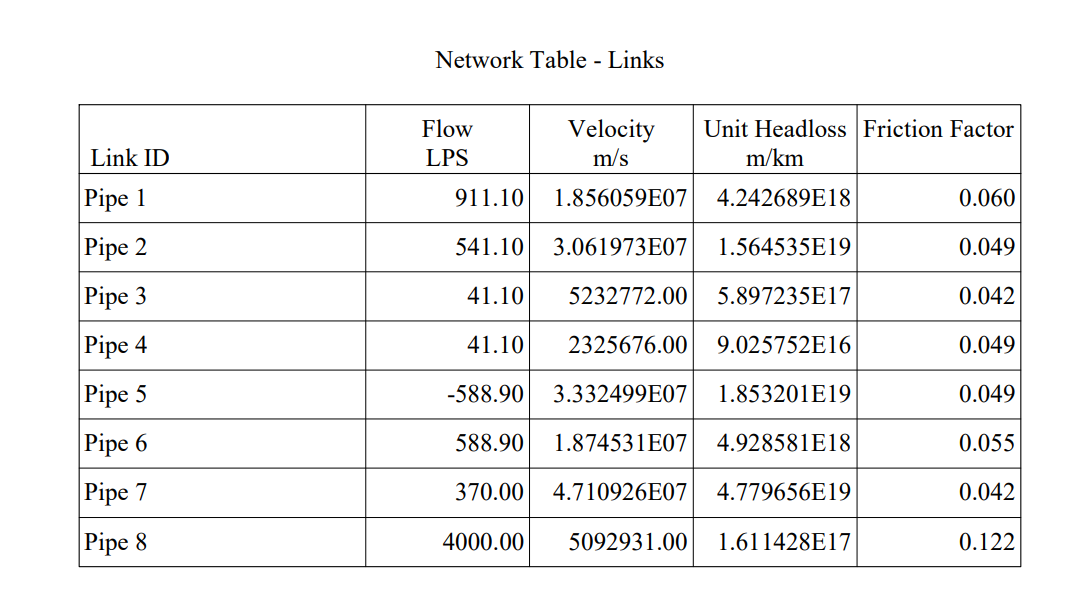 Network Table - Links
Link ID Flow LPS Velocity m/s Unit Headloss m/km Friction Factor
Pipe 1 911.10 1.856059E07 4.242689E18 0.060
Pipe 2 541.10 3.061973E07 1.564535E19 0.049
Pipe 3 41.10 5232772.00 5.897235E17 0.042
Pipe 4 41.10 2325676.00 9.025752E16 0.049
Pipe 5 -588.90 3.332499E07 1.853201E19 0.049
Pipe 6 588.90 1.874531E07 4.928581E18 0.055
Pipe 7 370.00 4.710926E07 4.779656E19 0.042
Pipe 8 4000.00 5092931.00 1.611428E17 0.122